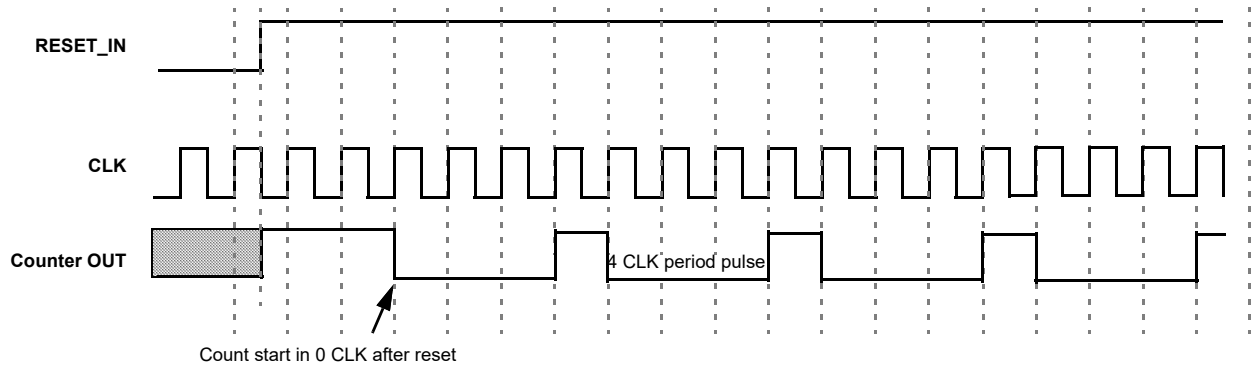 RESET_IN
CLK
Counter OUT
4 CLK period pulse
Count start in 0 CLK after reset